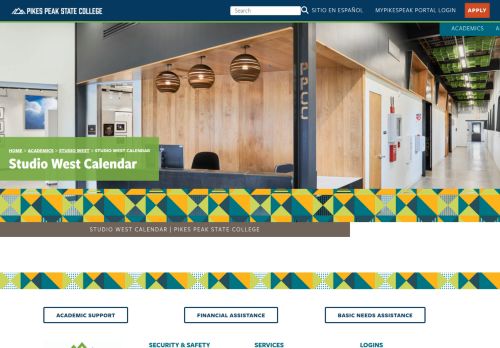 PIKES PEAK STATE COLLEGE
Search
SITIO EN ESPAÑOL
MYPIKESPEAK PORTAL LOGIN
APPLY
ACADEMICS
PPCC
HOME > ACADEMICS > STUDIO WEST > STUDIO WEST CALENDAR
Studio West Calendar
STUDIO WEST CALENDAR | PIKES PEAK STATE COLLEGE
ACADEMIC SUPPORT
FINANCIAL ASSISTANCE
BASIC NEEDS ASSISTANCE
SECURITY & SAFETY
SERVICES
LOGINS